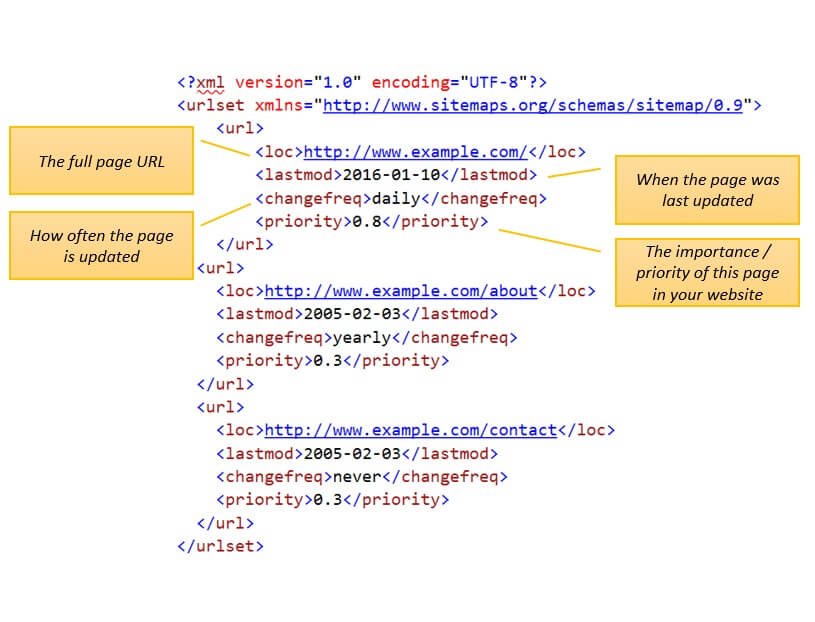 <?xml version="1.0" encoding="UTF-8"?>
<urlset xmlns="http://www.sitemaps.org/schemas/sitemap/0.9">
<url>
<loc>http://www.example.com/</loc>
<lastmod>2016-01-10</lastmod>
<changefreq>daily</changefreq>
<priority>0.8</priority>
</url>
<url>
<loc>http://www.example.com/about</loc>
<lastmod>2005-02-03</lastmod>
<changefreq>yearly</changefreq>
<priority>0.3</priority>
</url>
<url>
<loc>http://www.example.com/contact</loc>
<lastmod>2005-02-03</lastmod>
<changefreq>never</changefreq>
<priority>0.3</priority>
</url>
</urlset>
The full page URL
How often the page
is updated
When the page was
last updated
The importance /
priority of this page
in your website